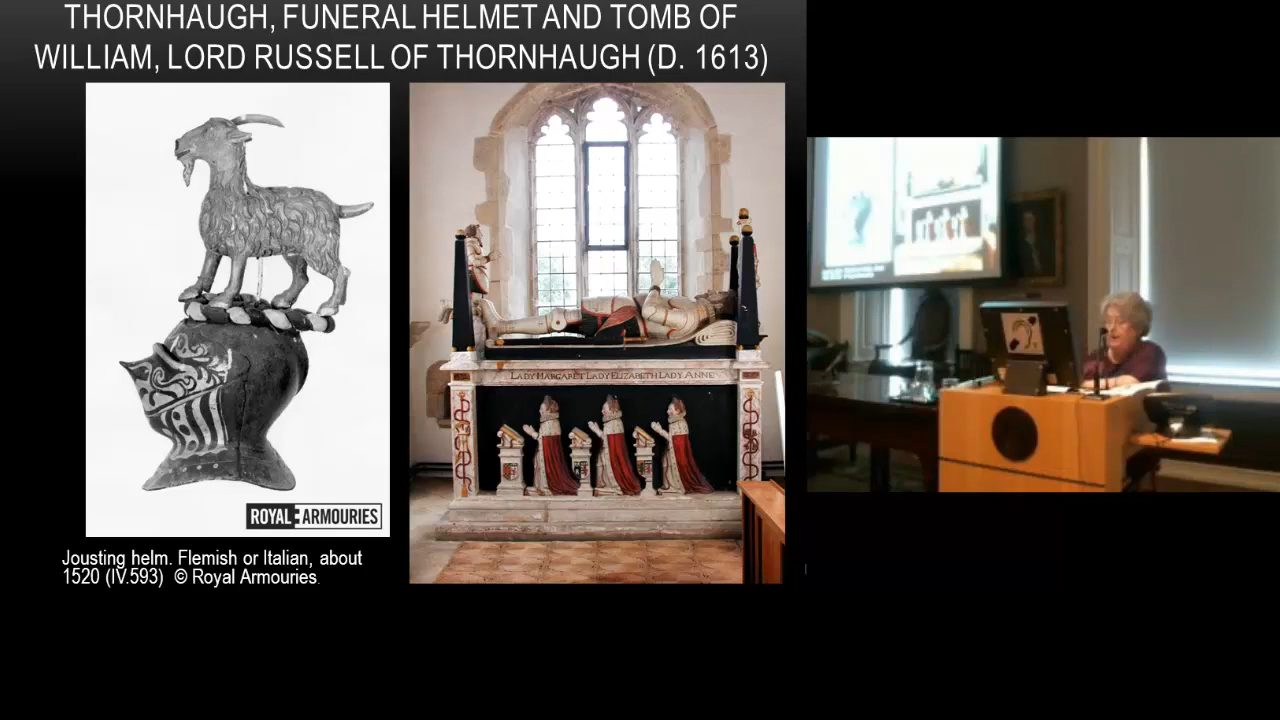 THORNHAUGH, FUNERAL HELMET AND TOMB OF
WILLIAM, LORD RUSSELL OF THORNHAUGH (D. 1613)
ROYAL ARMOURIES
Jousting helm. Flemish or Italian, about
1520 (IV.593) © Royal Armouries.
LADY MARGARET LADY ELIZABETH LADY ANNE